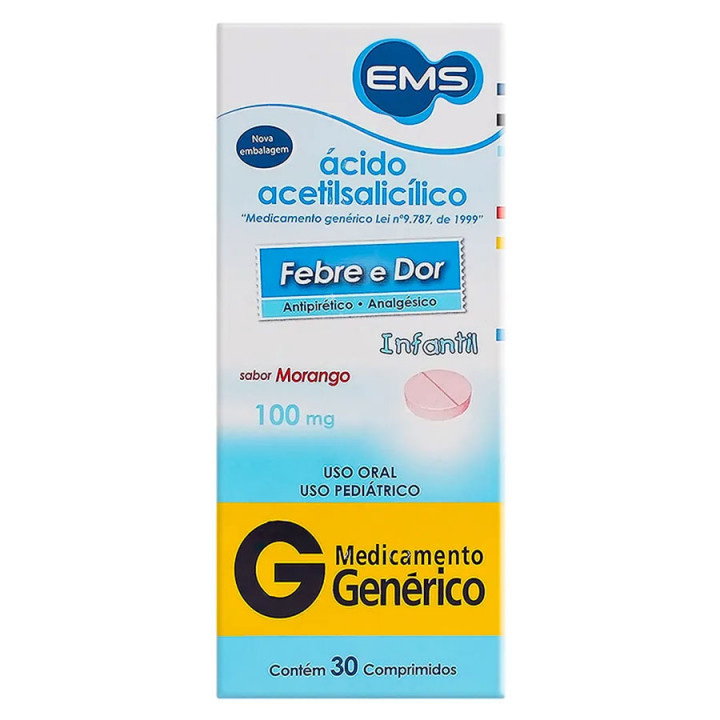 EMS
Nova
embalagem
ácido
acetilsalicílico
"Medicamento genérico Lei nº9.787, de 1999"
Febre e Dor
Antipirético • Analgésico
Infantil
sabor Morango
100 mg
USO ORAL
USO PEDIÁTRICO
G Medicamento
Genérico
Contém 30 Comprimidos